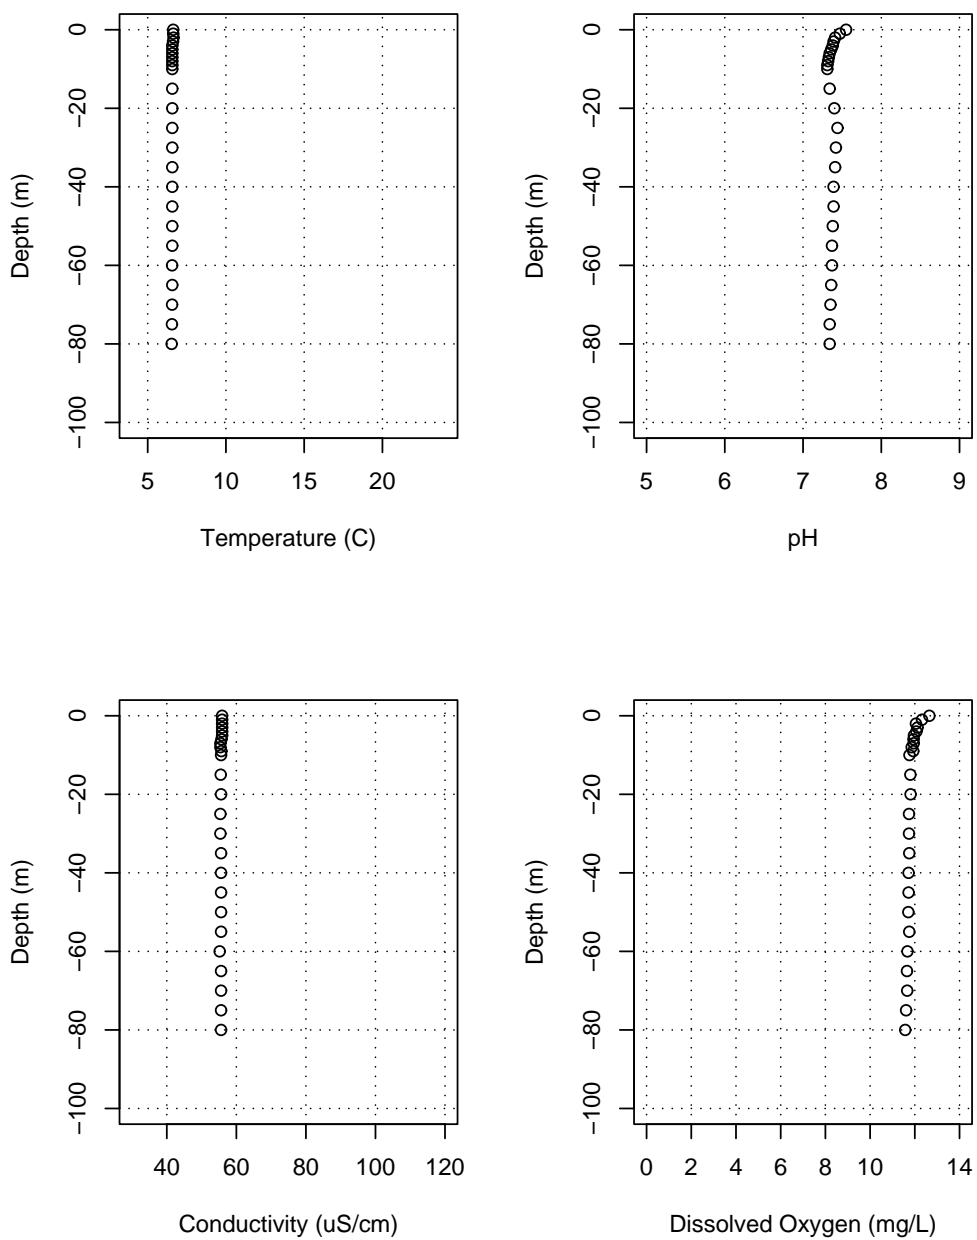 0
−20
−40
−60
−80
−100
Depth (m)
5 10 15 20
Temperature (C)
0
−20
−40
−60
−80
−100
Depth (m)
5 6 7 8 9
pH
0
−20
−40
−60
−80
−100
Depth (m)
40 60 80 100 120
Conductivity (uS/cm)
0
−20
−40
−60
−80
−100
Depth (m)
0 2 4 6 8 10 14
Dissolved Oxygen (mg/L)